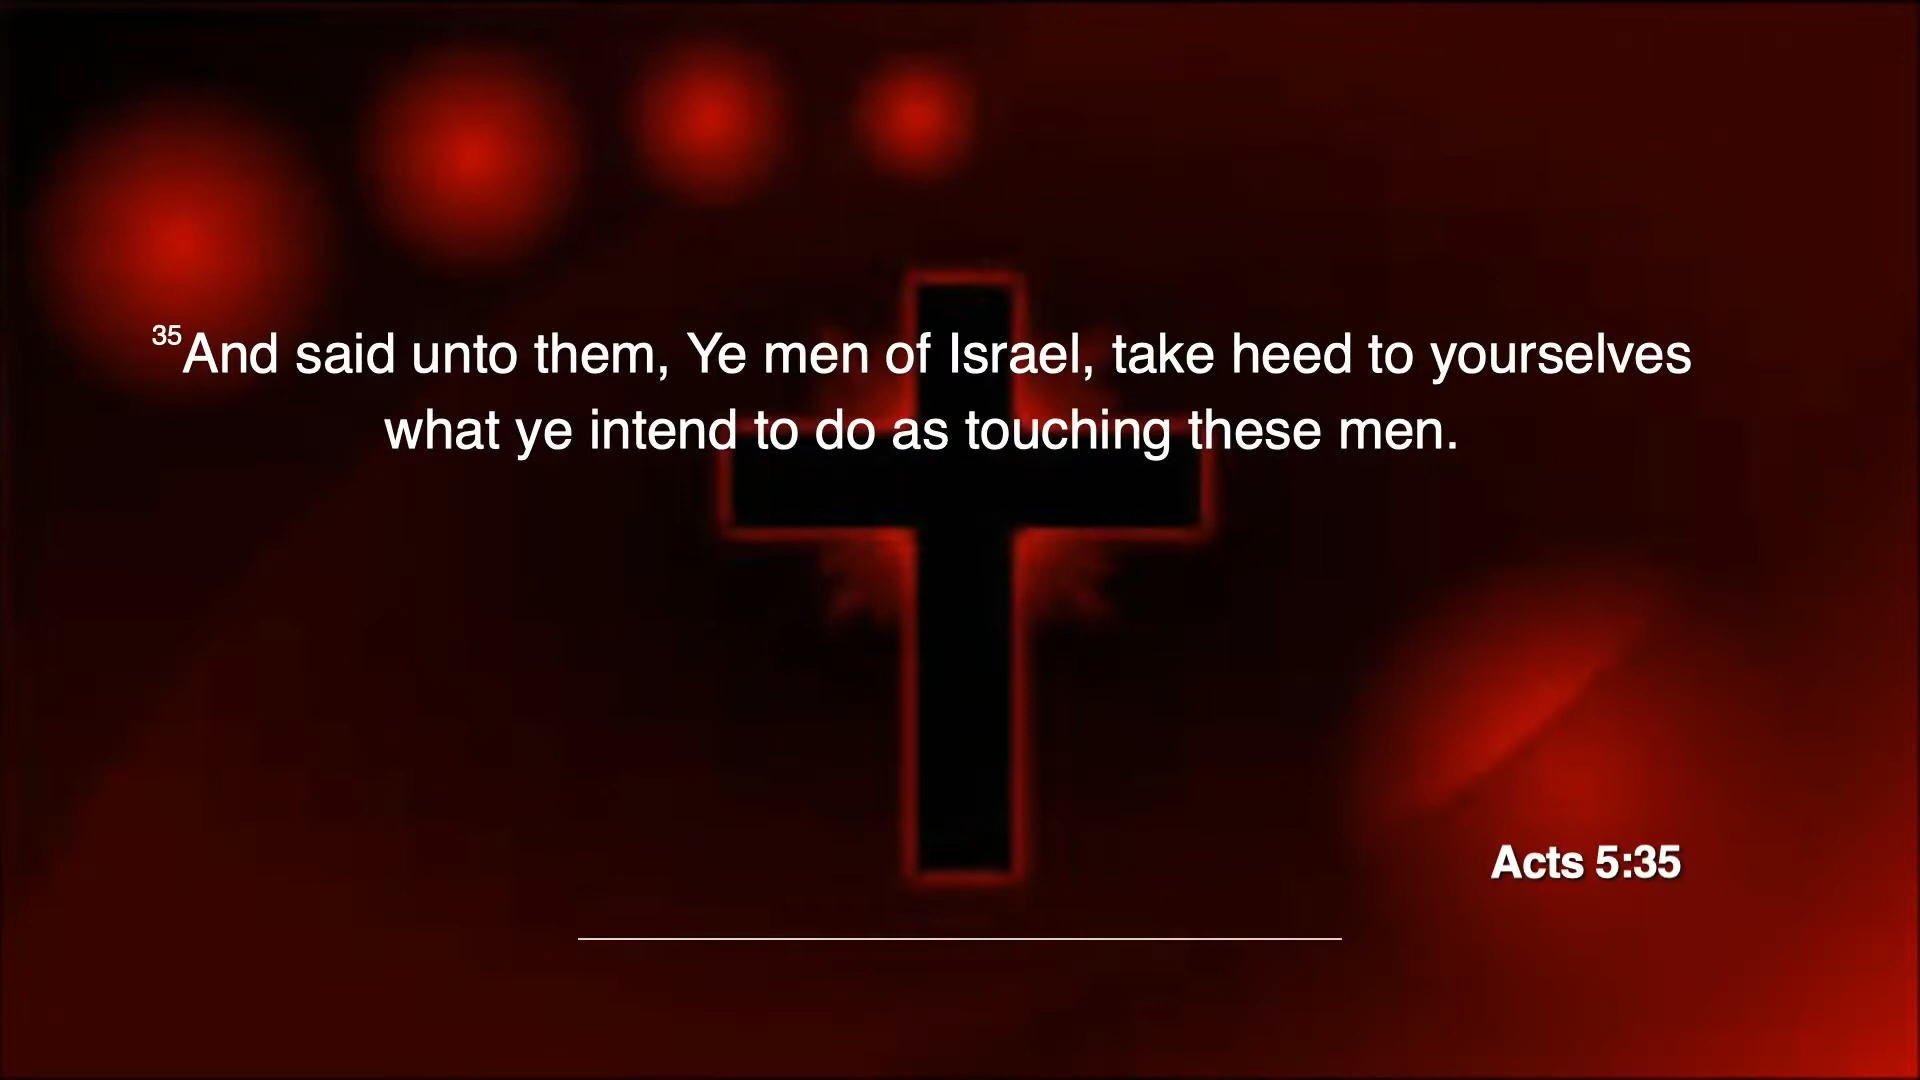 35And said unto them, Ye men of Israel, take heed to yourselves
what ye intend to do as touching these men.
Acts 5:35